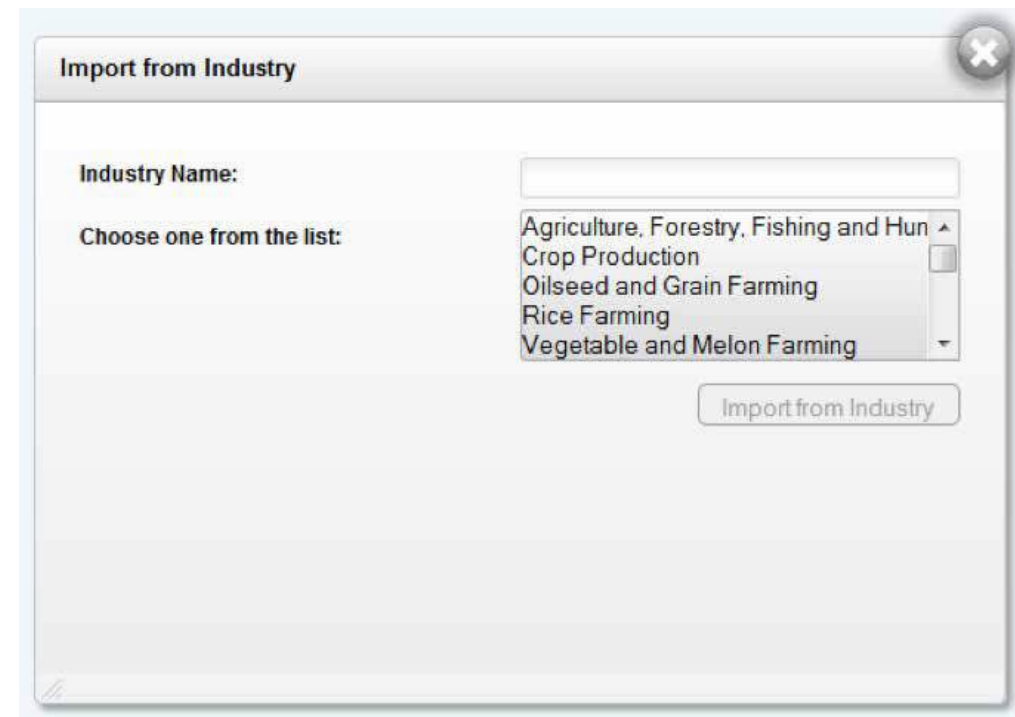 Import from Industry
Industry Name:
Choose one from the list:
Agriculture, Forestry, Fishing and Hun
Crop Production
Oilseed and Grain Farming
Rice Farming
Vegetable and Melon Farming
Import from Industry